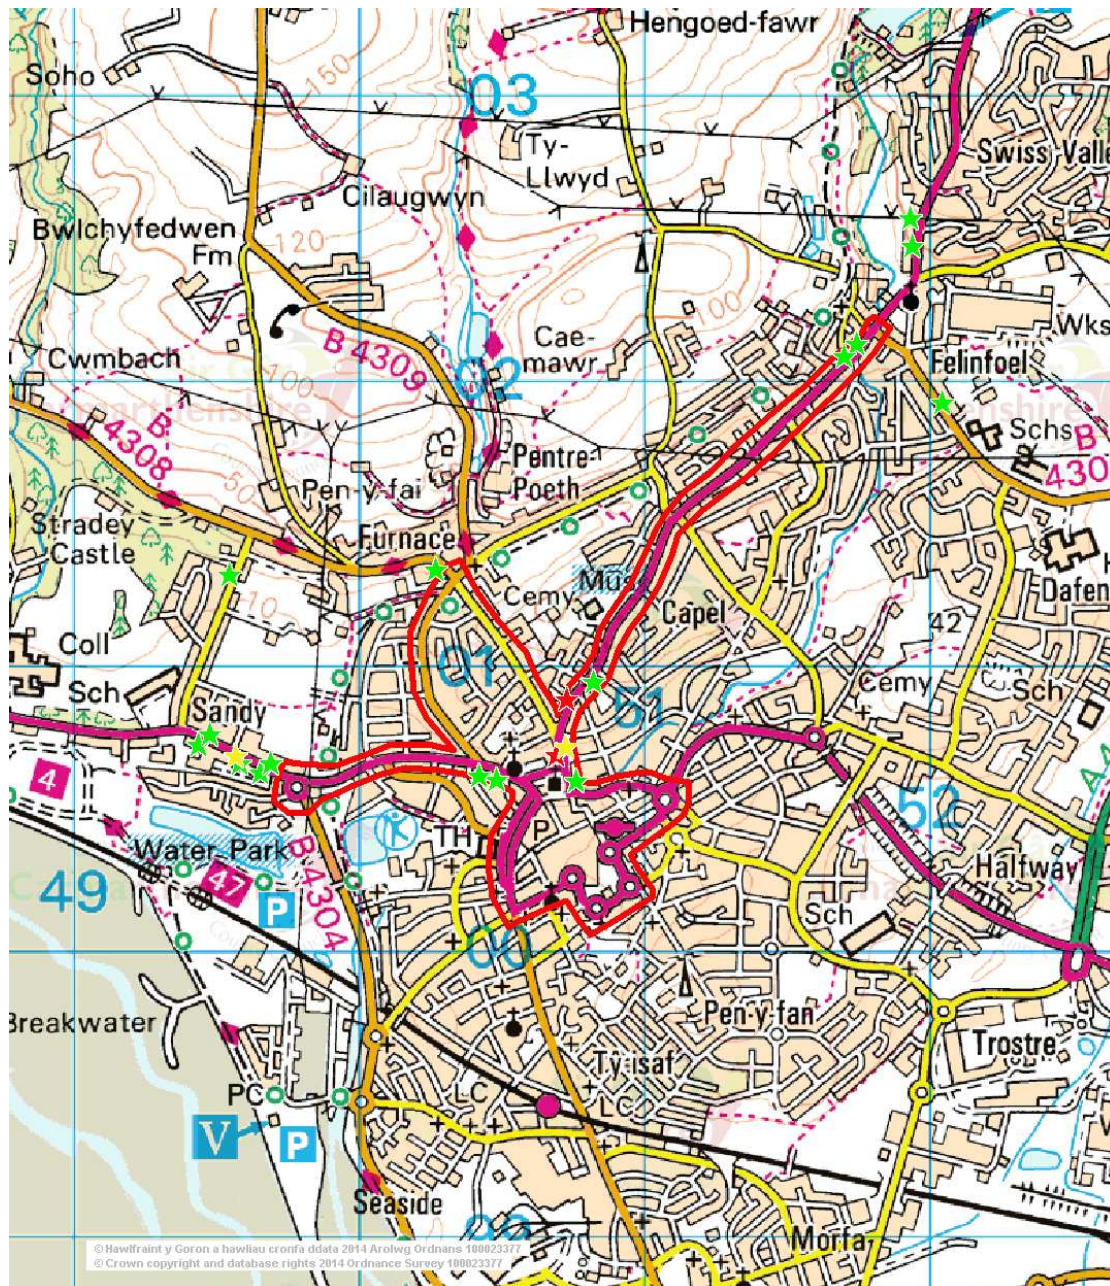 Hengoed-fawr
Soho
150
03
Ty-
Llwyd
Swiss Valle
Cilaugwyn
Bwlchyfedwen
Fm
120
100
B 4309
Cae-
mawr
Wks
Cwmbach
100
02
Felinfoel
B
4308
Schs
B
430
50
Pentre-
Poeth
Pen-y-fai
Stradey
Castle
Furnace
Mus
Cemy
Capel
Dafen
10
42
Coll
01
51
Cemy
Sch
Sch
Sandy
4
52
P
TH
Water Park
47
B 4304
Halfway
49
P
Sch
00
Breakwater
Pen-y-fan
Trostre
Ty-isaf
PC
LC
LC
V
P
Seaside
Morfa
© Hawlfraint y Goron a hawliau cronfa ddata 2014 Arolwg Ordnans 100023377
© Crown copyright and database rights 2014 Ordnance Survey 100023377